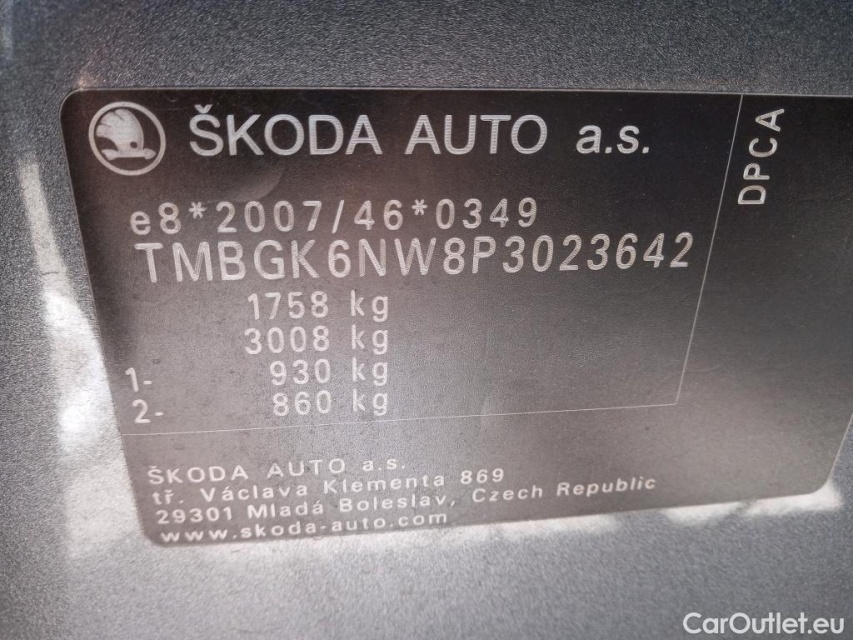 ŠKODA AUTO a.s.
DPCA
e8*2007/46*0349
TMBGK6NW8P3023642
1758 kg
3008 kg
1- 930 kg
2- 860 kg
ŠKODA AUTO a.s.
tř. Václava Klementa 869
29301 Mladá Boleslav, Czech Republic
www.skoda-auto.com
CarOutlet.eu